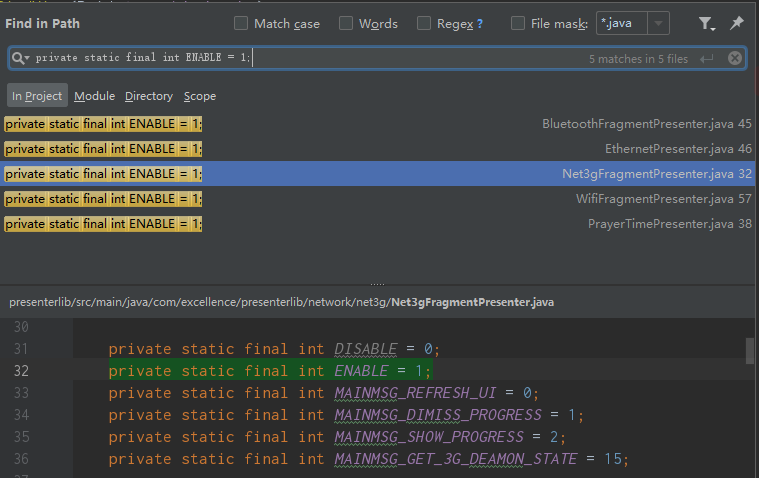 Find in Path Match case Words Regex ? File mask: *.java
private static final int ENABLE = 1; 5 matches in 5 files
In Project Module Directory Scope
private static final int ENABLE = 1; BluetoothFragmentPresenter.java 45
private static final int ENABLE = 1; EthernetPresenter.java 46
private static final int ENABLE = 1; Net3gFragmentPresenter.java 32
private static final int ENABLE = 1; WifiFragmentPresenter.java 57
private static final int ENABLE = 1; PrayerTimePresenter.java 38
presenterlib/src/main/java/com/excellence/presenterlib/network/net3g/Net3gFragmentPresenter.java
30
31 private static final int DISABLE = 0;
32 private static final int ENABLE = 1;
33 private static final int MAINMSG_REFRESH_UI = 0;
34 private static final int MAINMSG_DIMISS_PROGRESS = 1;
35 private static final int MAINMSG_SHOW_PROGRESS = 2;
36 private static final int MAINMSG_GET_3G_DEAMON_STATE = 15;